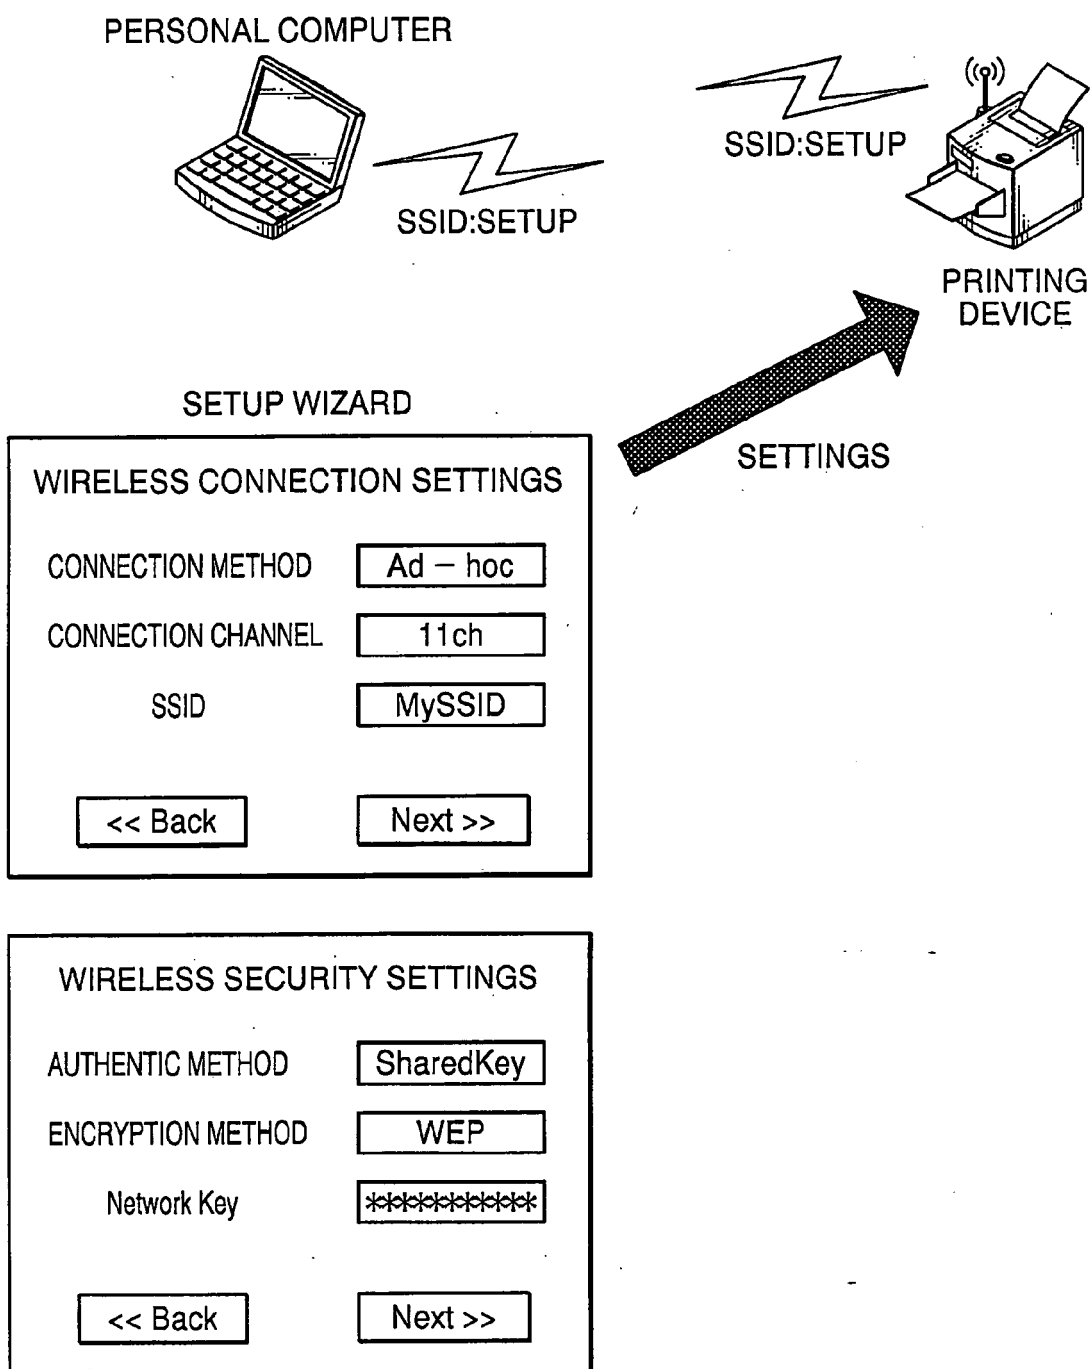 PERSONAL COMPUTER
SSID:SETUP
SSID:SETUP
PRINTING
DEVICE
SETTINGS
SETUP WIZARD
WIRELESS CONNECTION SETTINGS
CONNECTION METHOD Ad – hoc
CONNECTION CHANNEL 11ch
SSID MySSID
<< Back Next >>
WIRELESS SECURITY SETTINGS
AUTHENTIC METHOD SharedKey
ENCRYPTION METHOD WEP
Network Key **********
<< Back Next >>